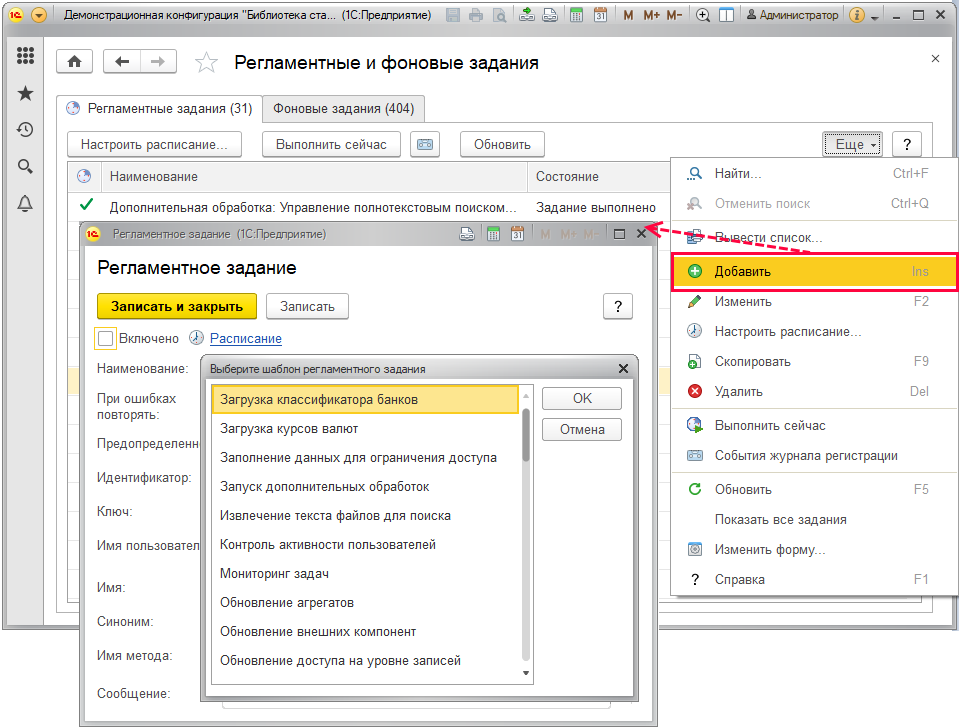 Демонстрационная конфигурация "Библиотека ста... (1С:Предприятие)
M M+ M- Администратор
Регламентные и фоновые задания
Регламентные задания (31) Фоновые задания (404)
Настроить расписание... Выполнить сейчас Обновить Еще ?
Наименование Состояние
Дополнительная обработка: Управление полнотекстовым поиском... Задание выполнено
Найти... Ctrl+F
Отменить поиск Ctrl+Q
Вывести список...
Добавить Ins
Изменить F2
Настроить расписание...
Скопировать F9
Удалить Del
Выполнить сейчас
События журнала регистрации
Обновить F5
Показать все задания
Изменить форму...
? Справка F1
Регламентное задание (1С:Предприятие) M M+ M-
Регламентное задание
Записать и закрыть Записать ?
Включено Расписание
Наименование:
При ошибках
повторять:
Предопределенн
Идентификатор:
Ключ:
Имя пользовател
Имя:
Синоним:
Имя метода:
Сообщение:
Выберите шаблон регламентного задания
Загрузка классификатора банков
Загрузка курсов валют
Заполнение данных для ограничения доступа
Запуск дополнительных обработок
Извлечение текста файлов для поиска
Контроль активности пользователей
Мониторинг задач
Обновление агрегатов
Обновление внешних компонент
Обновление доступа на уровне записей
OK
Отмена